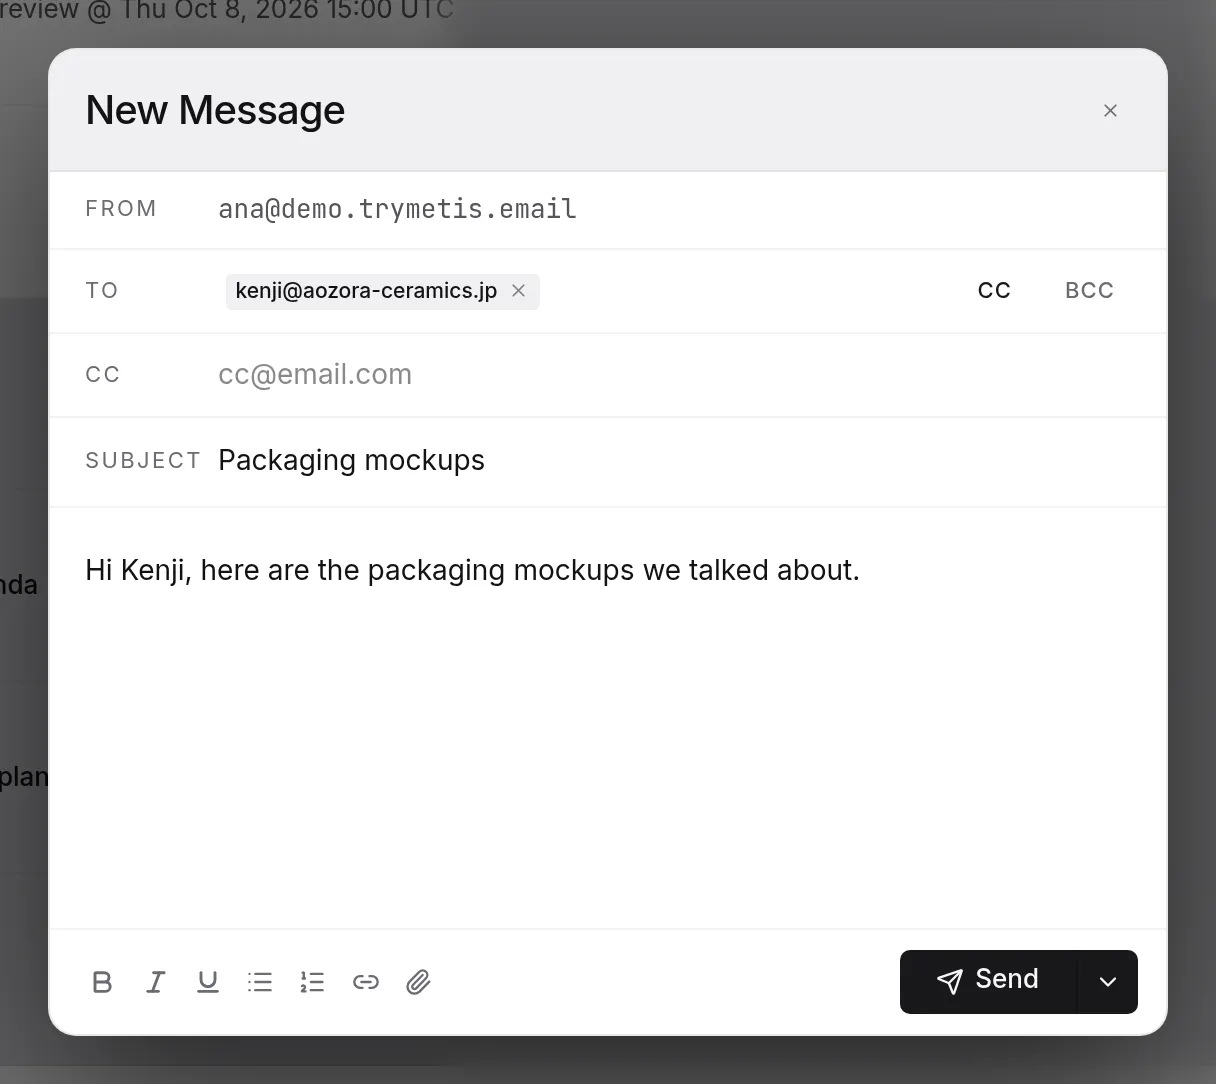 review @ Thu Oct 8, 2026 15:00 UTC
New Message
FROM ana@demo.trymetis.email
TO kenji@aozora-ceramics.jp CC BCC
CC cc@email.com
SUBJECT Packaging mockups
Hi Kenji, here are the packaging mockups we talked about.
nda
plan
Send